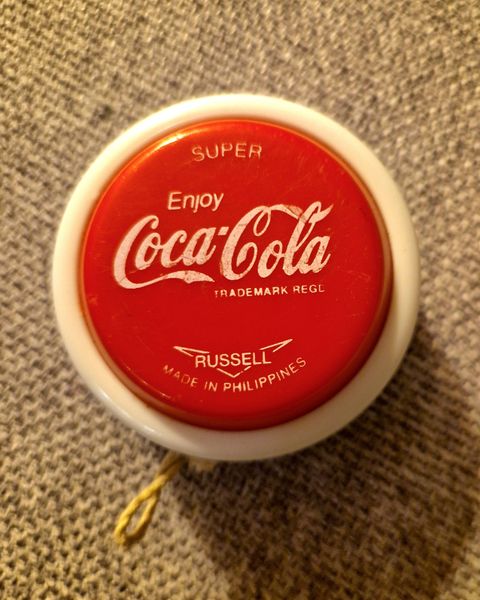 SUPER
Enjoy
Coca-Cola
TRADEMARK REGD
RUSSELL
MADE IN PHILIPPINES